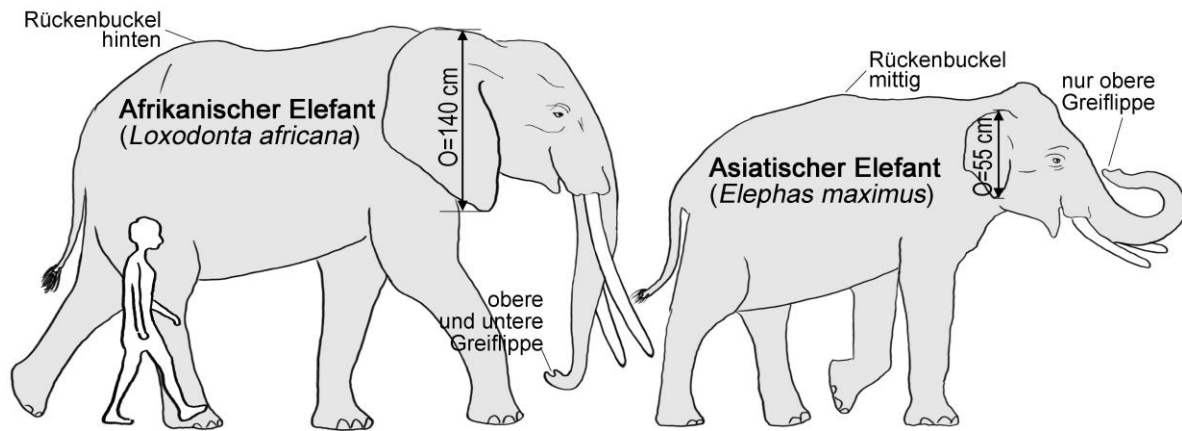 Rückenbuckel
hinten
Afrikanischer Elefant
(Loxodonta africana)
O=140 cm
obere
und untere
Greiflippe
Rückenbuckel
mittig
nur obere
Greiflippe
Asiatischer Elefant
(Elephas maximus)
O=55 cm